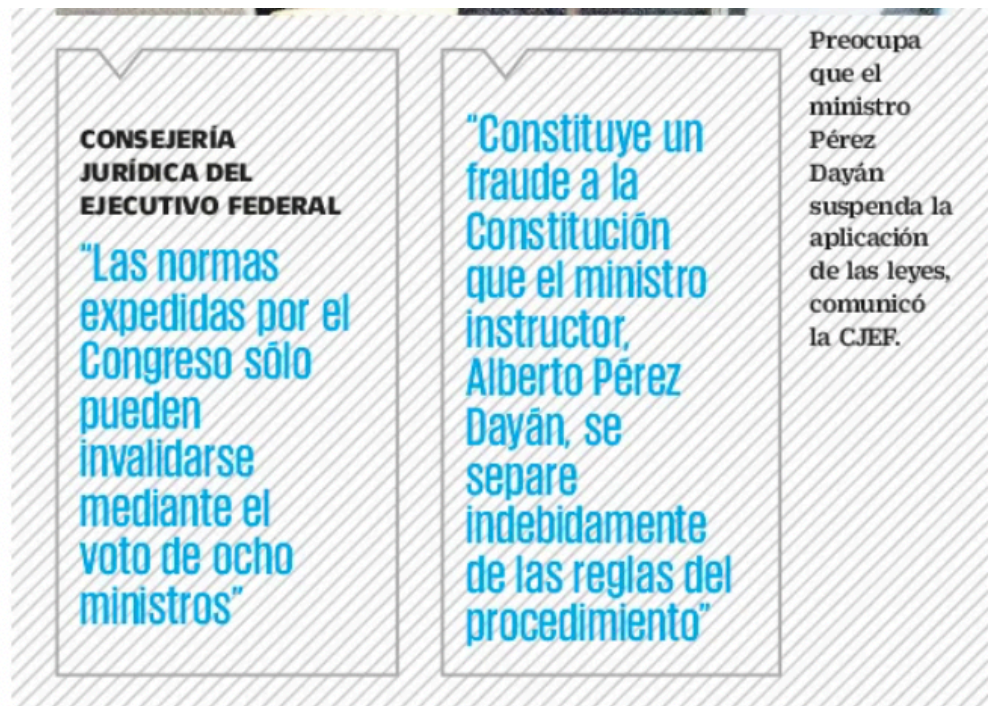 CONSEJERÍA
JURÍDICA DEL
EJECUTIVO FEDERAL
“Las normas
expedidas por el
Congreso sólo
pueden
invalidarse
mediante el
voto de ocho
ministros”
“Constituye un
fraude a la
Constitución
que el ministro
instructor,
Alberto Pérez
Dayán, se
separe
indebidamente
de las reglas del
procedimiento”
Preocupa
que el
ministro
Pérez
Dayán
suspenda la
aplicación
de las leyes,
comunicó
la CJEF.